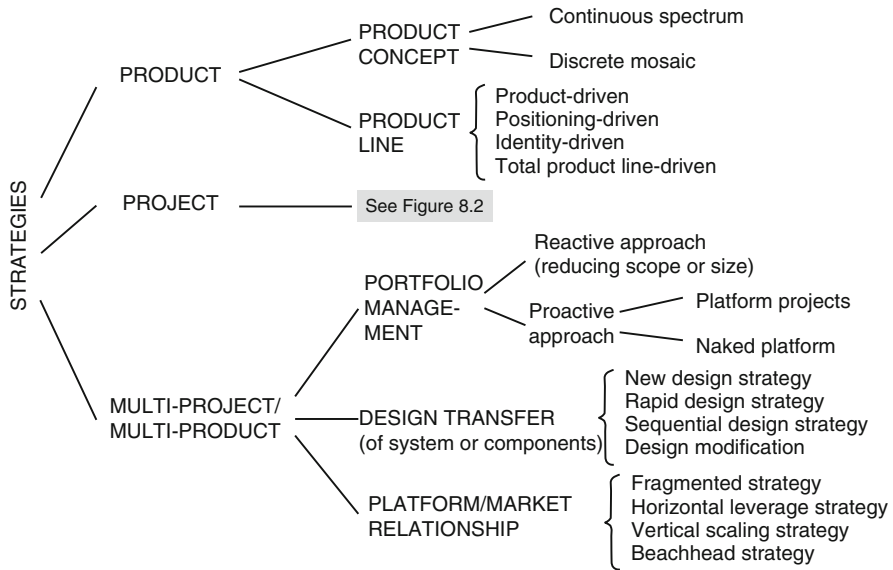 STRATEGIES
PRODUCT
PRODUCT
CONCEPT
Continuous spectrum
Discrete mosaic
PRODUCT
LINE
Product-driven
Positioning-driven
Identity-driven
Total product line-driven
PROJECT
See Figure 8.2
MULTI-PROJECT/
MULTI-PRODUCT
PORTFOLIO
MANAGE-
MENT
Reactive approach
(reducing scope or size)
Proactive
approach
Platform projects
Naked platform
DESIGN TRANSFER
(of system or components)
New design strategy
Rapid design strategy
Sequential design strategy
Design modification
PLATFORM/MARKET
RELATIONSHIP
Fragmented strategy
Horizontal leverage strategy
Vertical scaling strategy
Beachhead strategy